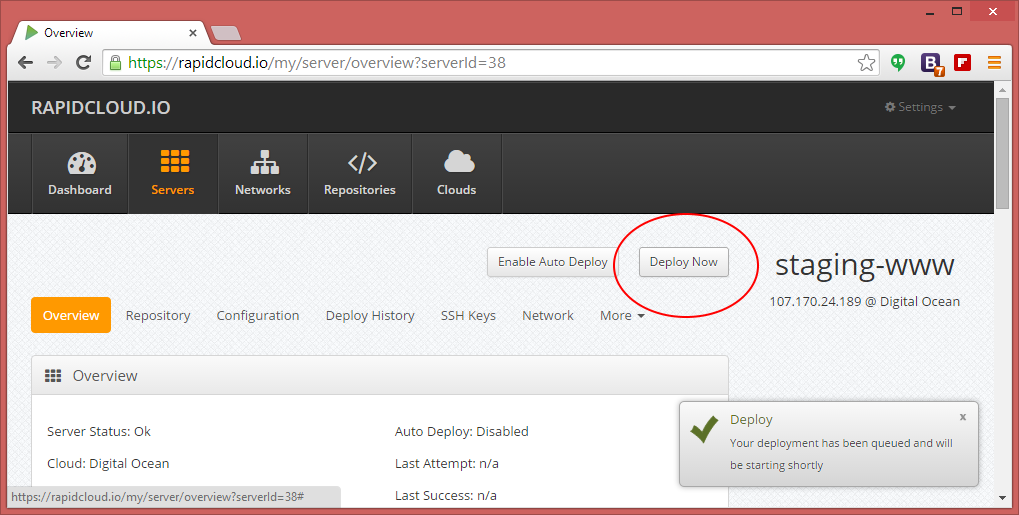 Overview
https://rapidcloud.io/my/server/overview?serverId=38
B
7
RAPIDCLOUD.IO
Settings
Dashboard
Servers
Networks
Repositories
Clouds
Enable Auto Deploy
Deploy Now
staging-www
107.170.24.189 @ Digital Ocean
Overview
Repository
Configuration
Deploy History
SSH Keys
Network
More
Overview
Server Status: Ok
Auto Deploy: Disabled
Cloud: Digital Ocean
Last Attempt: n/a
Last Success: n/a
Deploy
x
Your deployment has been queued and will
be starting shortly
https://rapidcloud.io/my/server/overview?serverId=38#